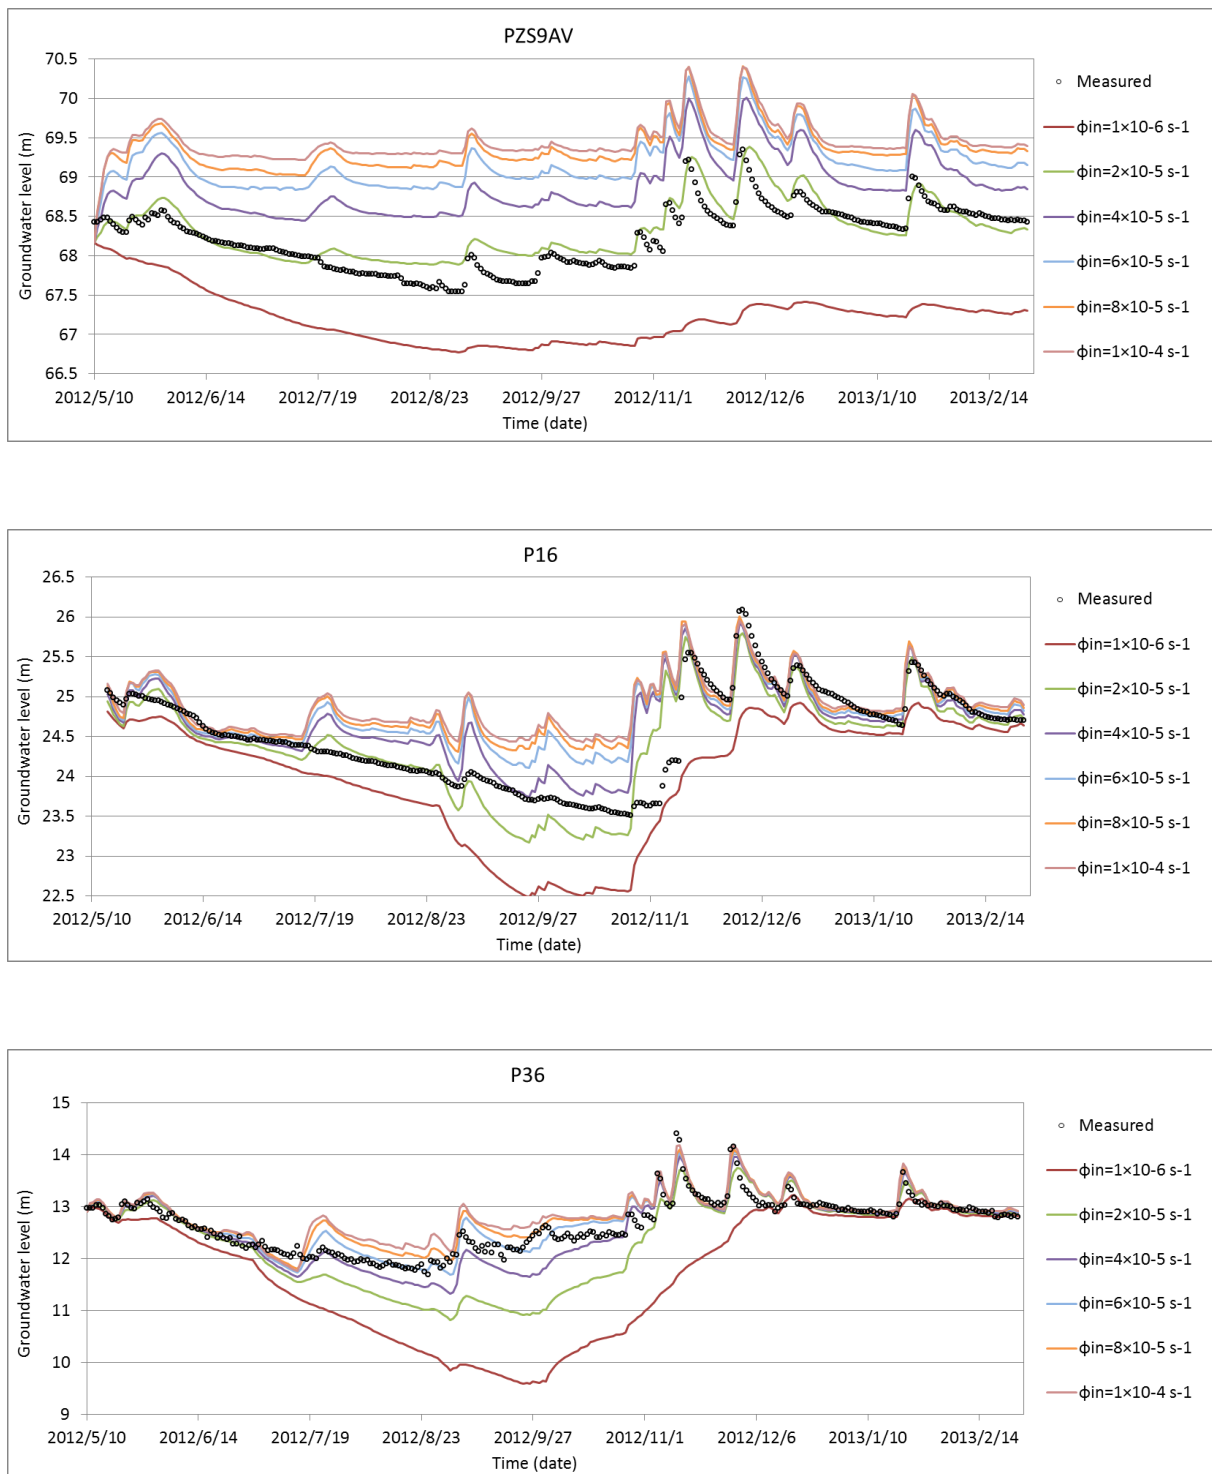 PZS9AV
Groundwater level (m)
70.5
70
69.5
69
68.5
68
67.5
67
66.5
2012/5/10 2012/6/14 2012/7/19 2012/8/23 2012/9/27 2012/11/1 2012/12/6 2013/1/10 2013/2/14
Time (date)
Measured
ϕin=1×10-6 s-1
ϕin=2×10-5 s-1
ϕin=4×10-5 s-1
ϕin=6×10-5 s-1
ϕin=8×10-5 s-1
ϕin=1×10-4 s-1
P16
Groundwater level (m)
26.5
26
25.5
25
24.5
24
23.5
23
22.5
2012/5/10 2012/6/14 2012/7/19 2012/8/23 2012/9/27 2012/11/1 2012/12/6 2013/1/10 2013/2/14
Time (date)
Measured
ϕin=1×10-6 s-1
ϕin=2×10-5 s-1
ϕin=4×10-5 s-1
ϕin=6×10-5 s-1
ϕin=8×10-5 s-1
ϕin=1×10-4 s-1
P36
Groundwater level (m)
15
14
13
12
11
10
9
2012/5/10 2012/6/14 2012/7/19 2012/8/23 2012/9/27 2012/11/1 2012/12/6 2013/1/10 2013/2/14
Time (date)
Measured
ϕin=1×10-6 s-1
ϕin=2×10-5 s-1
ϕin=4×10-5 s-1
ϕin=6×10-5 s-1
ϕin=8×10-5 s-1
ϕin=1×10-4 s-1